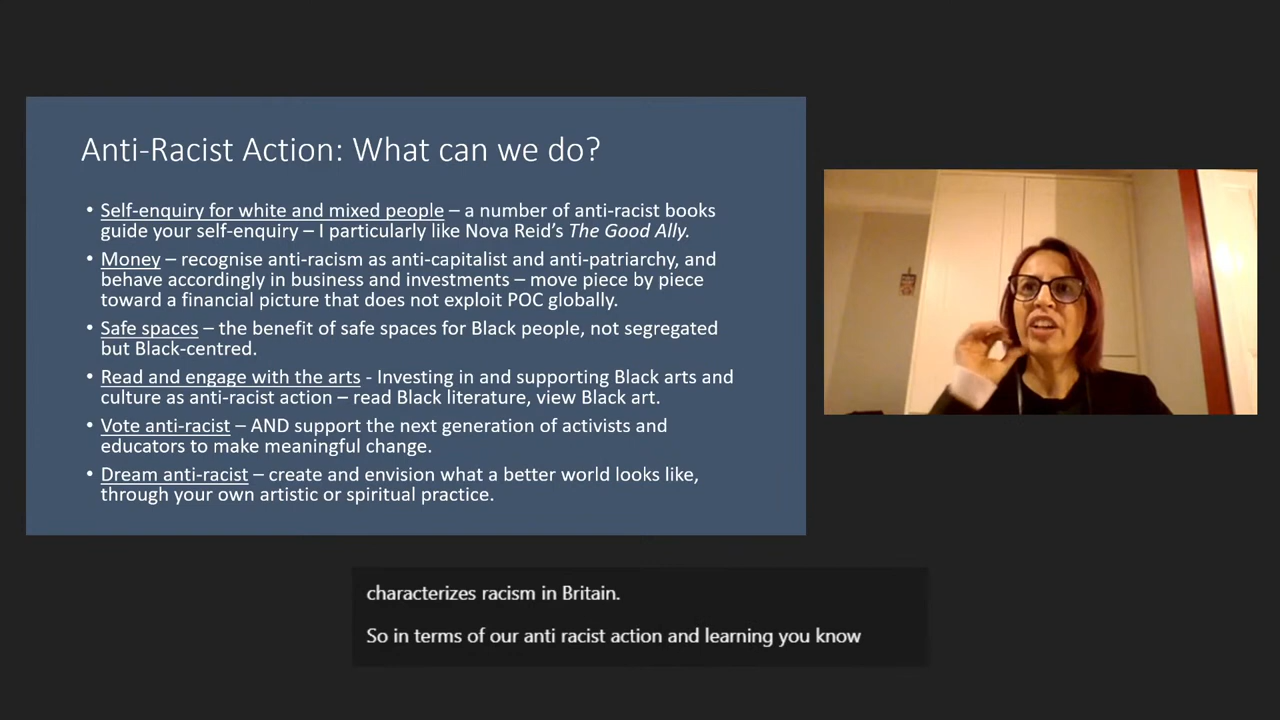 Anti-Racist Action: What can we do?
• Self-enquiry for white and mixed people – a number of anti-racist books
guide your self-enquiry – I particularly like Nova Reid’s The Good Ally.
• Money – recognise anti-racism as anti-capitalist and anti-patriarchy, and
behave accordingly in business and investments – move piece by piece
toward a financial picture that does not exploit POC globally.
• Safe spaces – the benefit of safe spaces for Black people, not segregated
but Black-centred.
• Read and engage with the arts - Investing in and supporting Black arts and
culture as anti-racist action – read Black literature, view Black art.
• Vote anti-racist – AND support the next generation of activists and
educators to make meaningful change.
• Dream anti-racist – create and envision what a better world looks like,
through your own artistic or spiritual practice.
characterizes racism in Britain.
So in terms of our anti racist action and learning you know